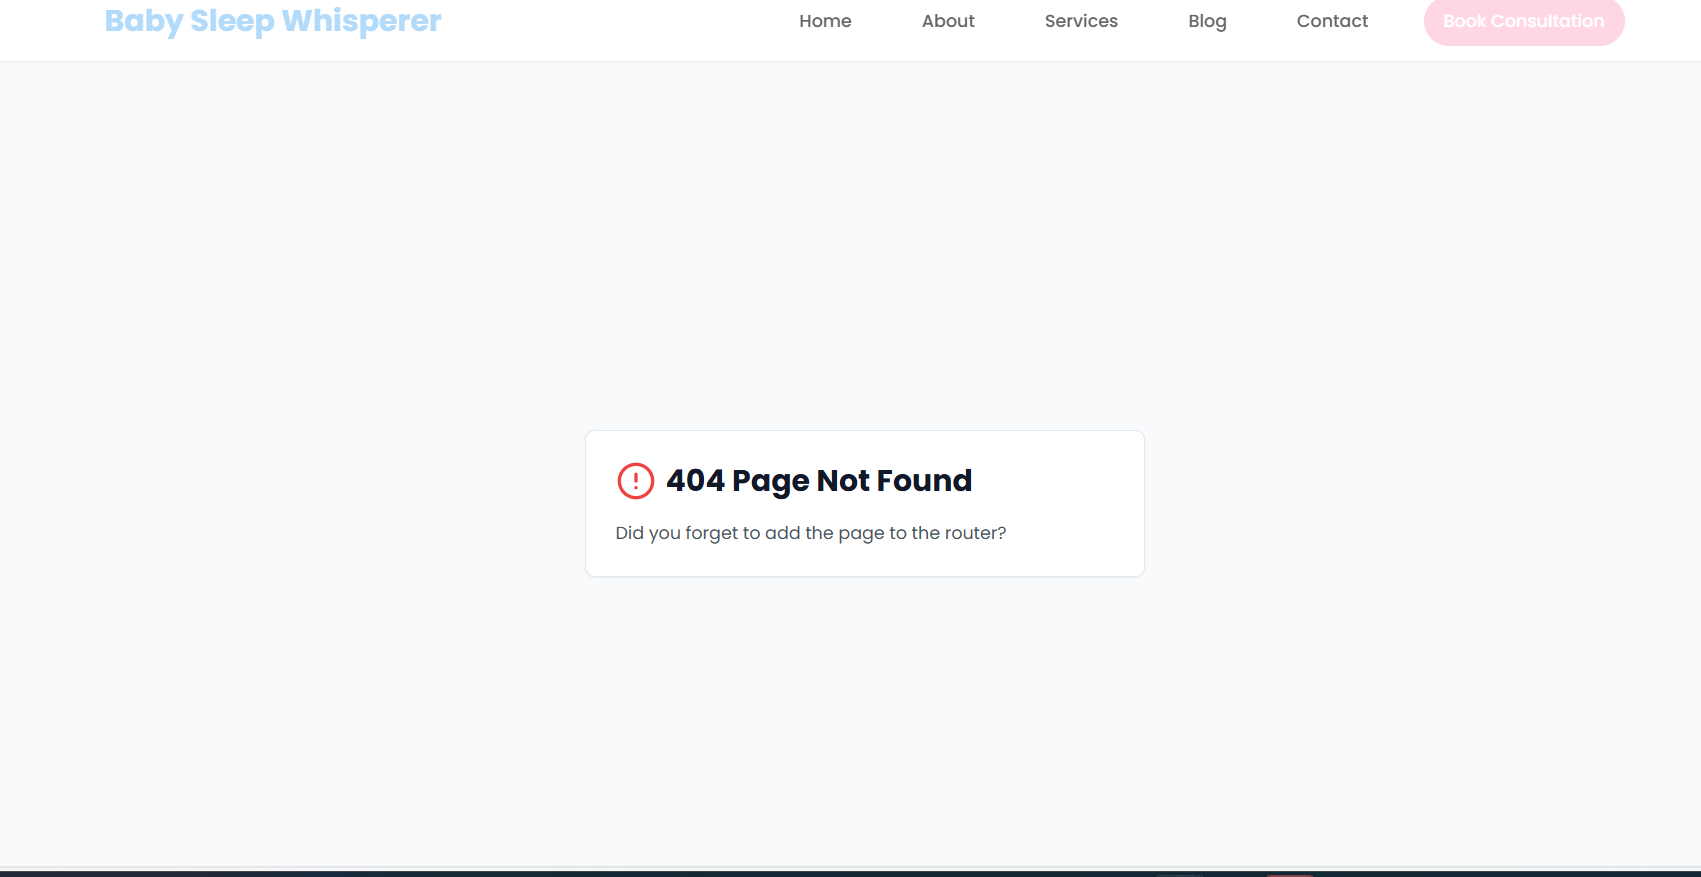 Baby Sleep Whisperer
Home
About
Services
Blog
Contact
Book Consultation
404 Page Not Found
Did you forget to add the page to the router?